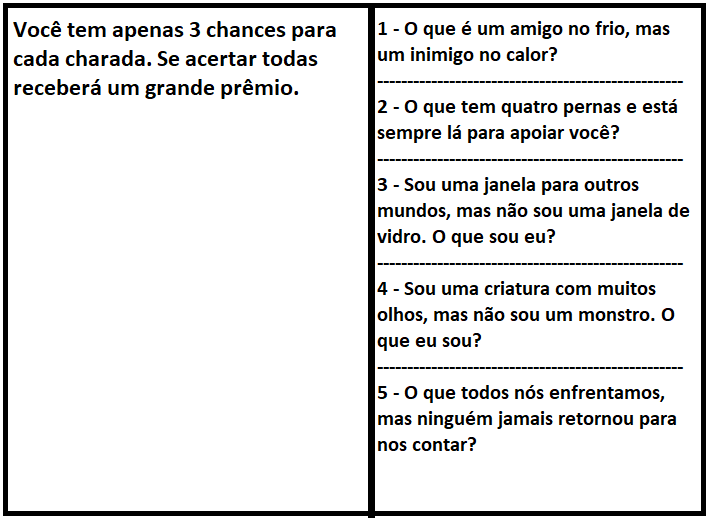 Você tem apenas 3 chances para
cada charada. Se acertar todas
receberá um grande prêmio.
1 - O que é um amigo no frio, mas
um inimigo no calor?
---------------------------------------------------
2 - O que tem quatro pernas e está
sempre lá para apoiar você?
---------------------------------------------------
3 - Sou uma janela para outros
mundos, mas não sou uma janela de
vidro. O que sou eu?
---------------------------------------------------
4 - Sou uma criatura com muitos
olhos, mas não sou um monstro. O
que eu sou?
---------------------------------------------------
5 - O que todos nós enfrentamos,
mas ninguém jamais retornou para
nos contar?